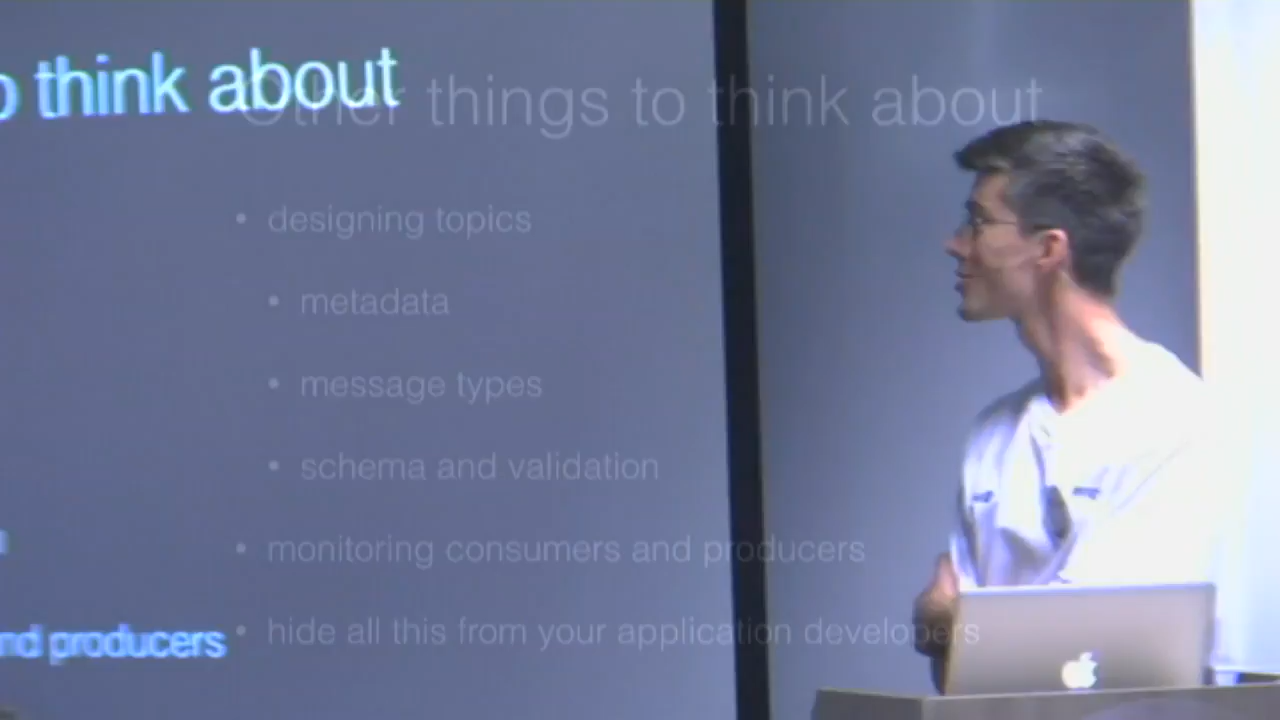 o think about
Other things to think about
• designing topics
• metadata
• message types
• schema and validation
• monitoring consumers and producers
nd producers
• hide all this from your application developers